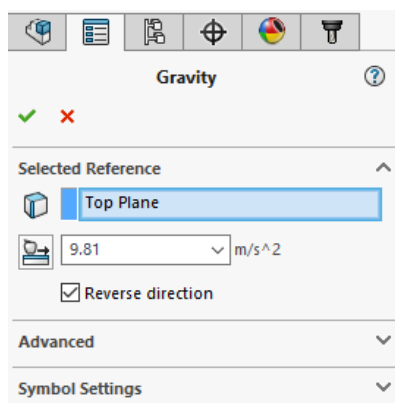 Gravity
?
Selected Reference
Top Plane
9.81 m/s^2
Reverse direction
Advanced
Symbol Settings